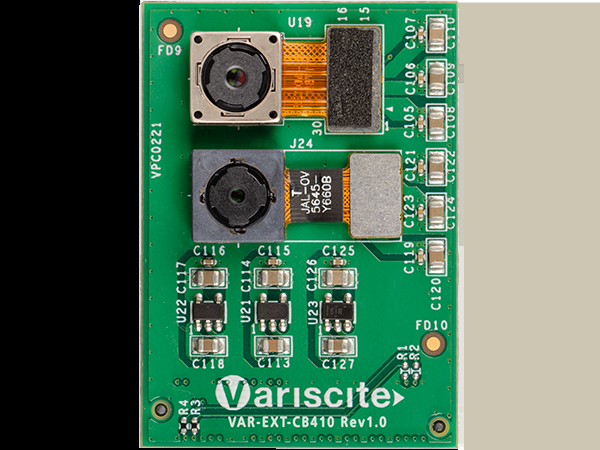 U19
16
15
FD9
30
1
J24
VPC0221
T
JAL-OV
5645-
Y660B
C107
C110
C106
C109
C105
C108
C121
C122
C123
C124
C119
C120
C116
C115
C125
C117
C114
C126
U22
U21
U23
C118
C113
C127
FD10
R1
R2
R4
R3
Variscite
VAR-EXT-CB410 Rev1.0